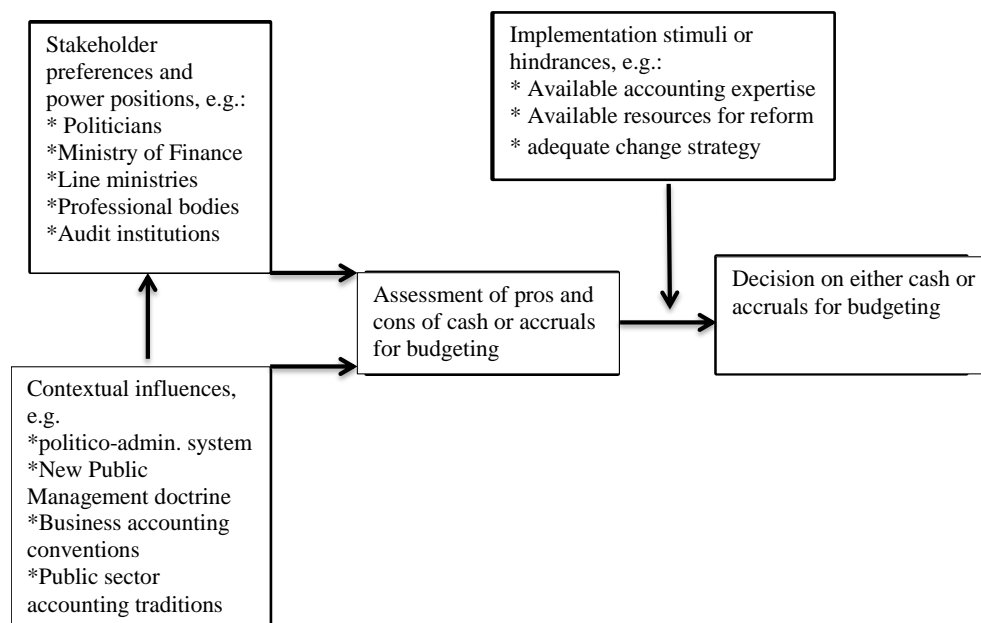 Stakeholder
preferences and
power positions, e.g.:
* Politicians
*Ministry of Finance
*Line ministries
*Professional bodies
*Audit institutions
Implementation stimuli or
hindrances, e.g.:
* Available accounting expertise
* Available resources for reform
* adequate change strategy
Assessment of pros and
cons of cash or accruals
for budgeting
Decision on either cash or
accruals for budgeting
Contextual influences,
e.g.
*politico-admin. system
*New Public
Management doctrine
*Business accounting
conventions
*Public sector
accounting traditions